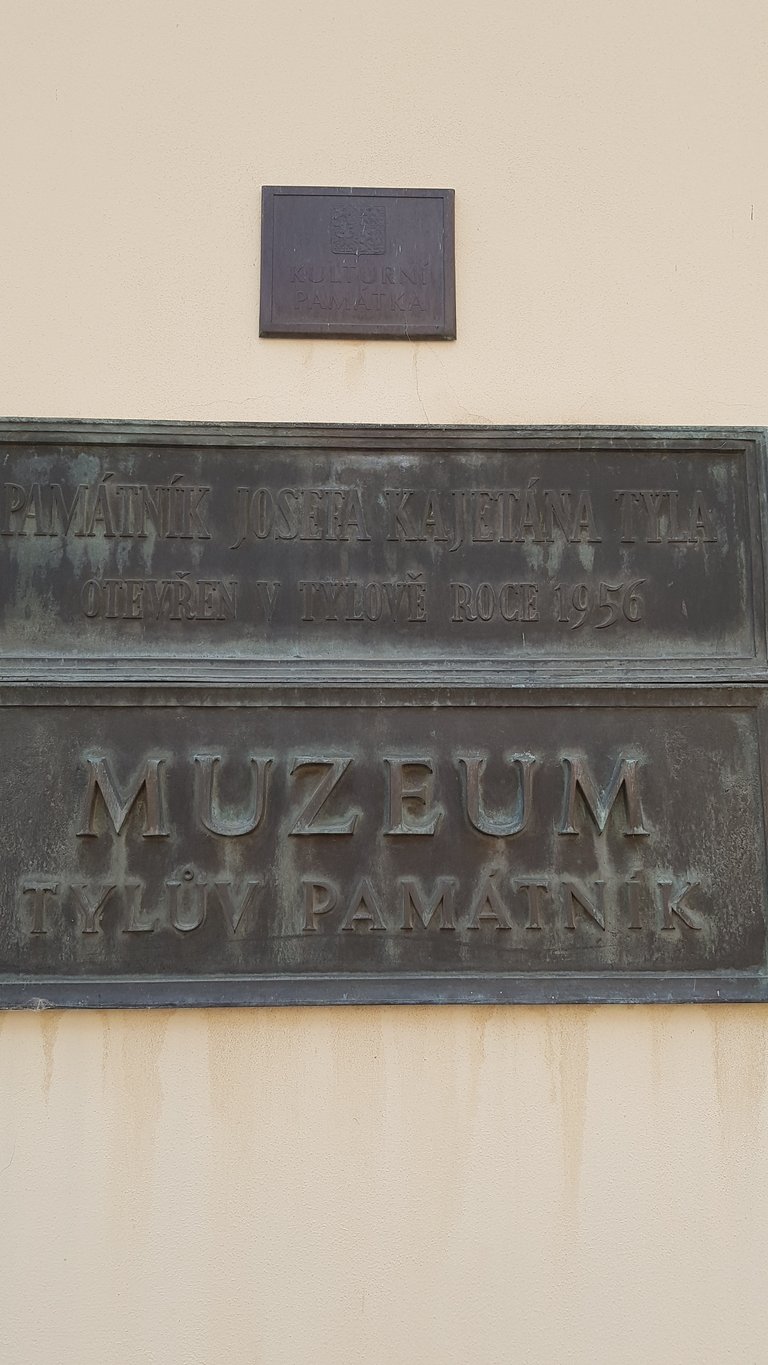 KULTURNÍ
PAMÁTKA
PAMÁTNÍK JOSEFA KAJETÁNA TYLA
OTEVŘEN V TYLOVĚ ROCE 1956
MUZEUM
TYLŮV PAMÁTNÍK